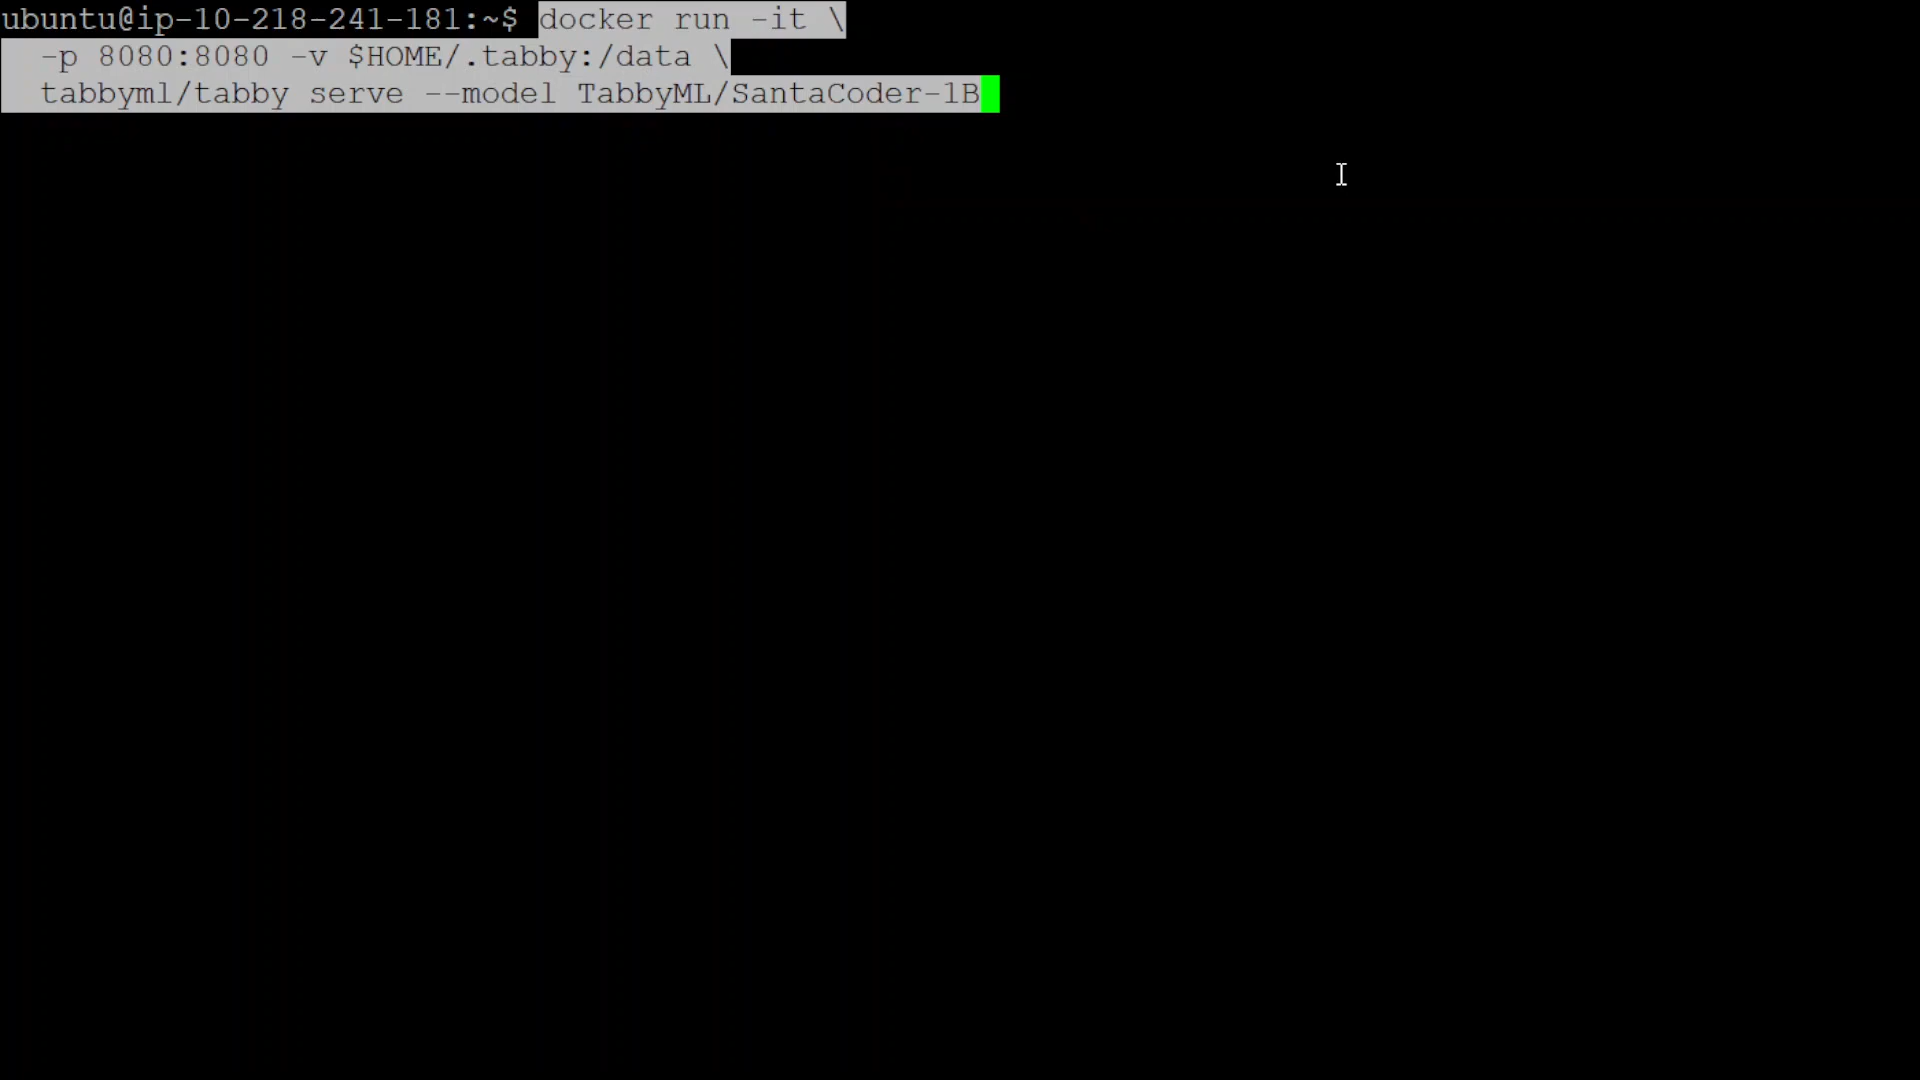 ubuntu@ip-10-218-241-181:~$ docker run -it \
  -p 8080:8080 -v $HOME/.tabby:/data \
  tabbyml/tabby serve --model TabbyML/SantaCoder-1B